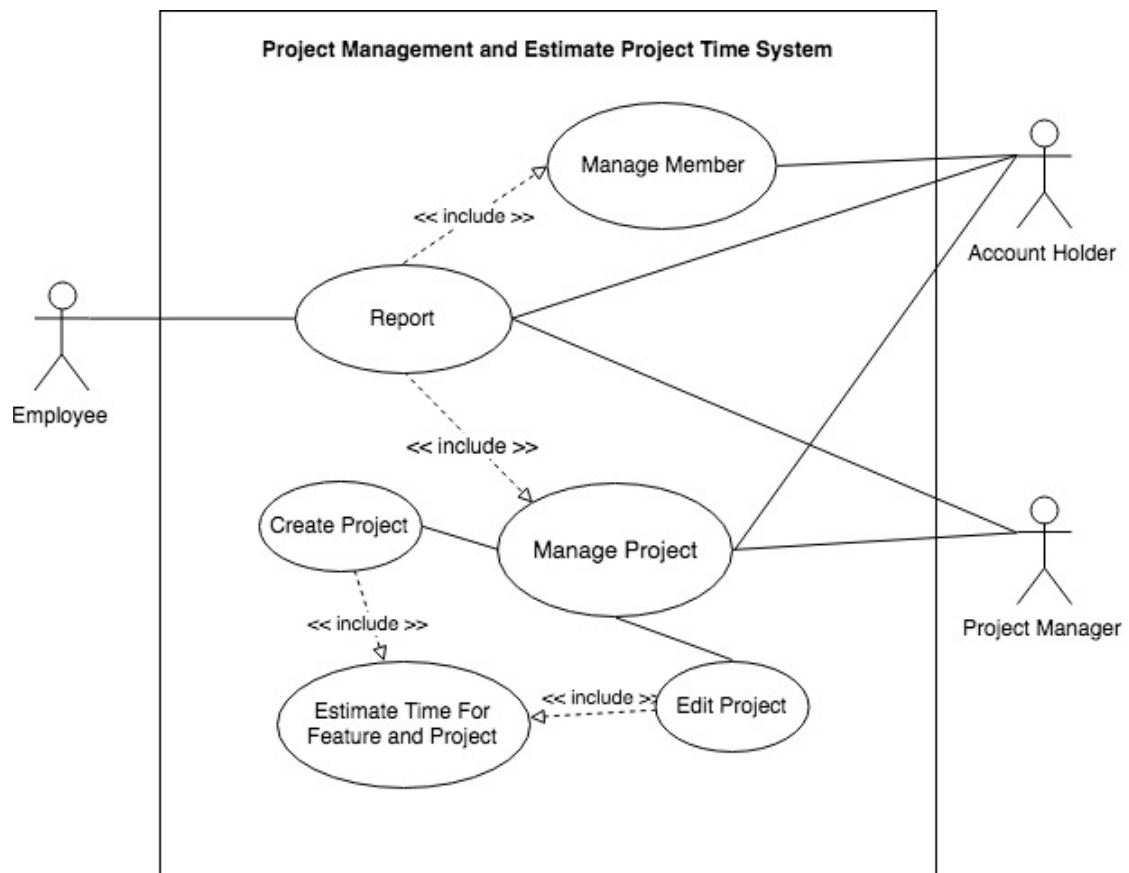 Project Management and Estimate Project Time System
Manage Member
<< include >>
Account Holder
Report
Employee
<< include >>
Create Project
Manage Project
<< include >>
Project Manager
Estimate Time For
Feature and Project
<< include >>
Edit Project